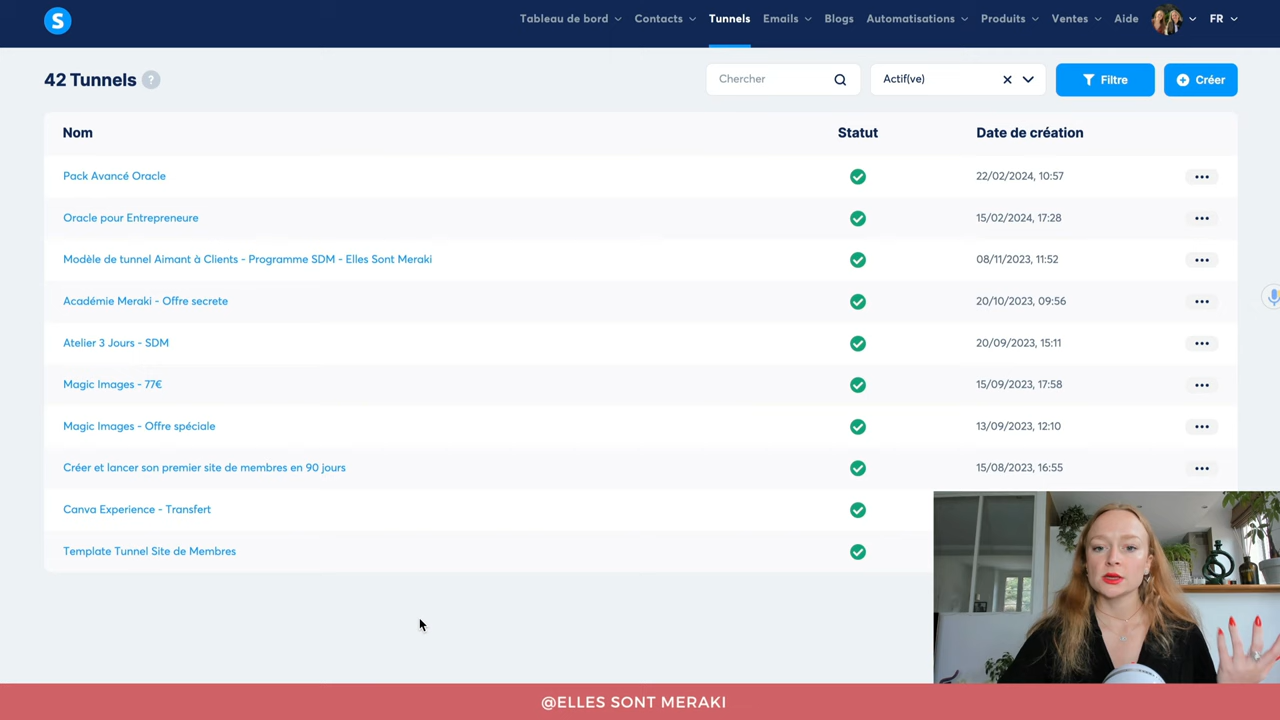 S Tableau de bord Contacts Tunnels Emails Blogs Automatisations Produits Ventes Aide FR
42 Tunnels ? Chercher Actif(ve) Filtre Créer
Nom Statut Date de création
Pack Avancé Oracle 22/02/2024, 10:57
Oracle pour Entrepreneure 15/02/2024, 17:28
Modèle de tunnel Aimant à Clients - Programme SDM - Elles Sont Meraki 08/11/2023, 11:52
Académie Meraki - Offre secrete 20/10/2023, 09:56
Atelier 3 Jours - SDM 20/09/2023, 15:11
Magic Images - 77€ 15/09/2023, 17:58
Magic Images - Offre spéciale 13/09/2023, 12:10
Créer et lancer son premier site de membres en 90 jours 15/08/2023, 16:55
Canva Experience - Transfert
Template Tunnel Site de Membres
@ELLES SONT MERAKI